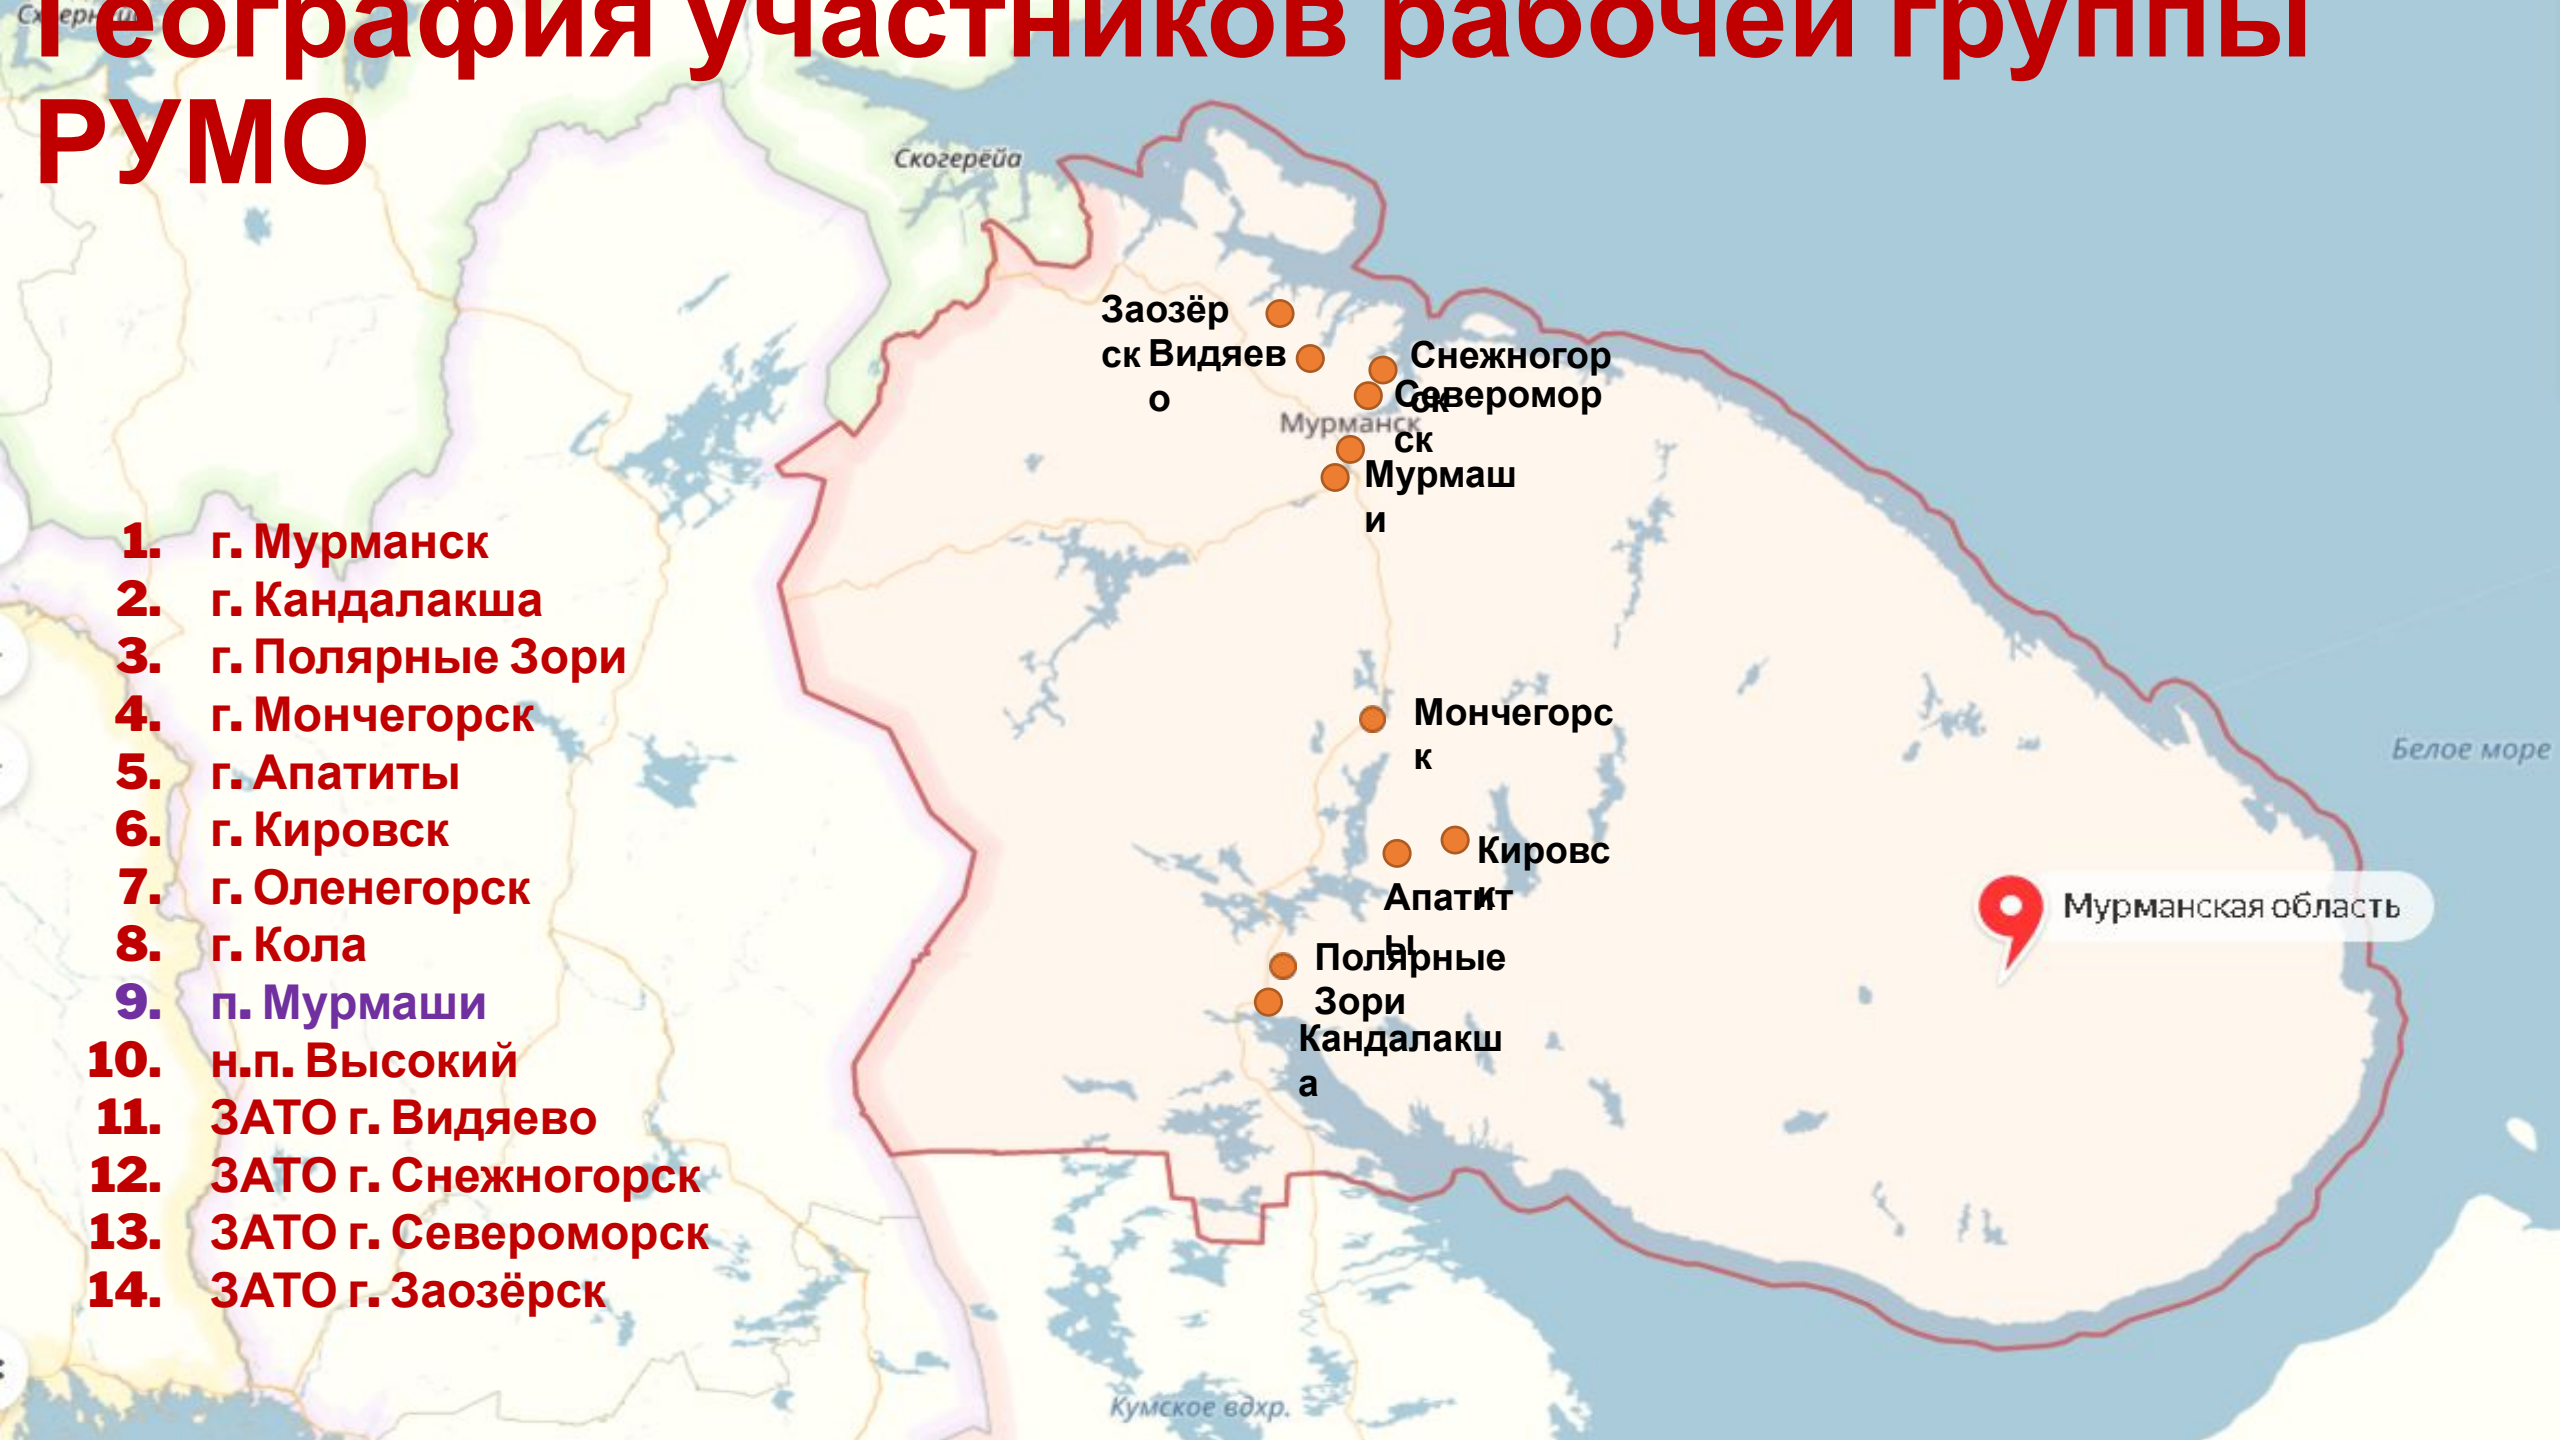 География участников рабочей группы
РУМО
Скогерёйа
Заозёр
ск
Видяев
о
Снежногор
ск
Северомор
ск
Мурманск
Мурмаш
и
1. г. Мурманск
2. г. Кандалакша
3. г. Полярные Зори
4. г. Мончегорск
5. г. Апатиты
6. г. Кировск
7. г. Оленегорск
8. г. Кола
9. п. Мурмаши
10. н.п. Высокий
11. ЗАТО г. Видяево
12. ЗАТО г. Снежногорск
13. ЗАТО г. Североморск
14. ЗАТО г. Заозёрск
Мончегорс
к
Белое море
Кировс
к
Апатит
ы
Мурманская область
Полярные
Зори
Кандалакш
а
Кумское вдхр.